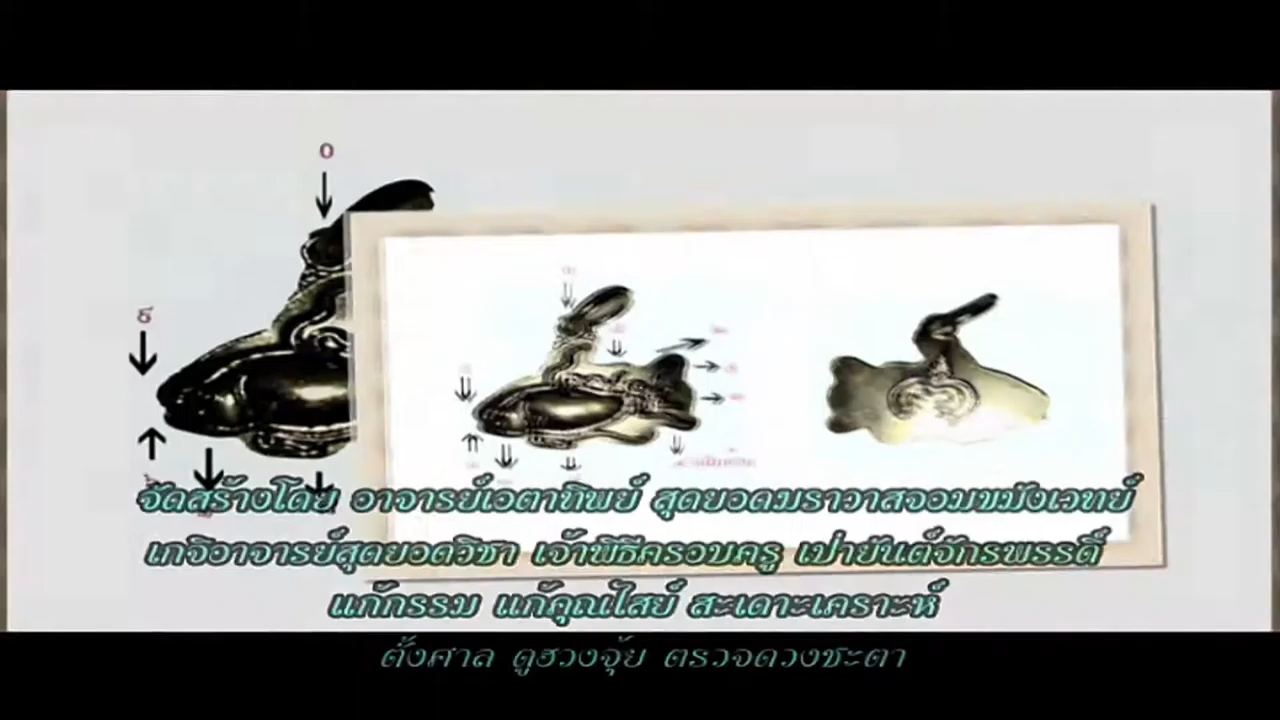 ๐
ธ
จัดสร้างโดย อาจารย์เอตาทิพย์ สุดยอดมราวาสจอมขมังเวทย์
เกจิอาจารย์สุดยอดวิชา เจ้าพิธีครอบครู เป่ายันต์จักรพรรดิ์
แก้กรรม แก้คุณไสย์ สะเดาะเคราะห์
ตั้งศาล ดูฮวงจุ้ย ตรวจดวงชะตา